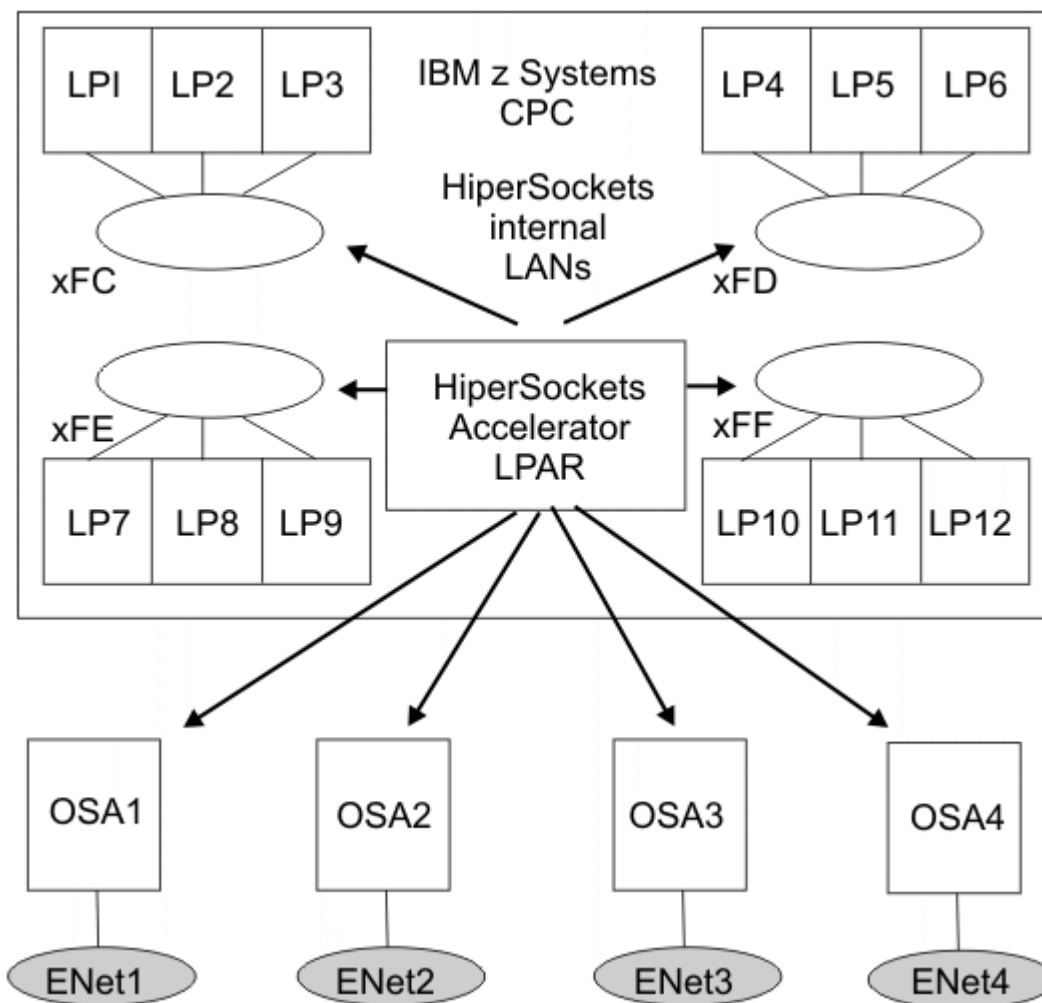 LPI LP2 LP3
IBM z Systems
CPC
LP4 LP5 LP6
HiperSockets
internal
LANs
xFC
xFD
HiperSockets
Accelerator
LPAR
xFE
xFF
LP7 LP8 LP9
LP10 LP11 LP12
OSA1 OSA2 OSA3 OSA4
ENet1 ENet2 ENet3 ENet4